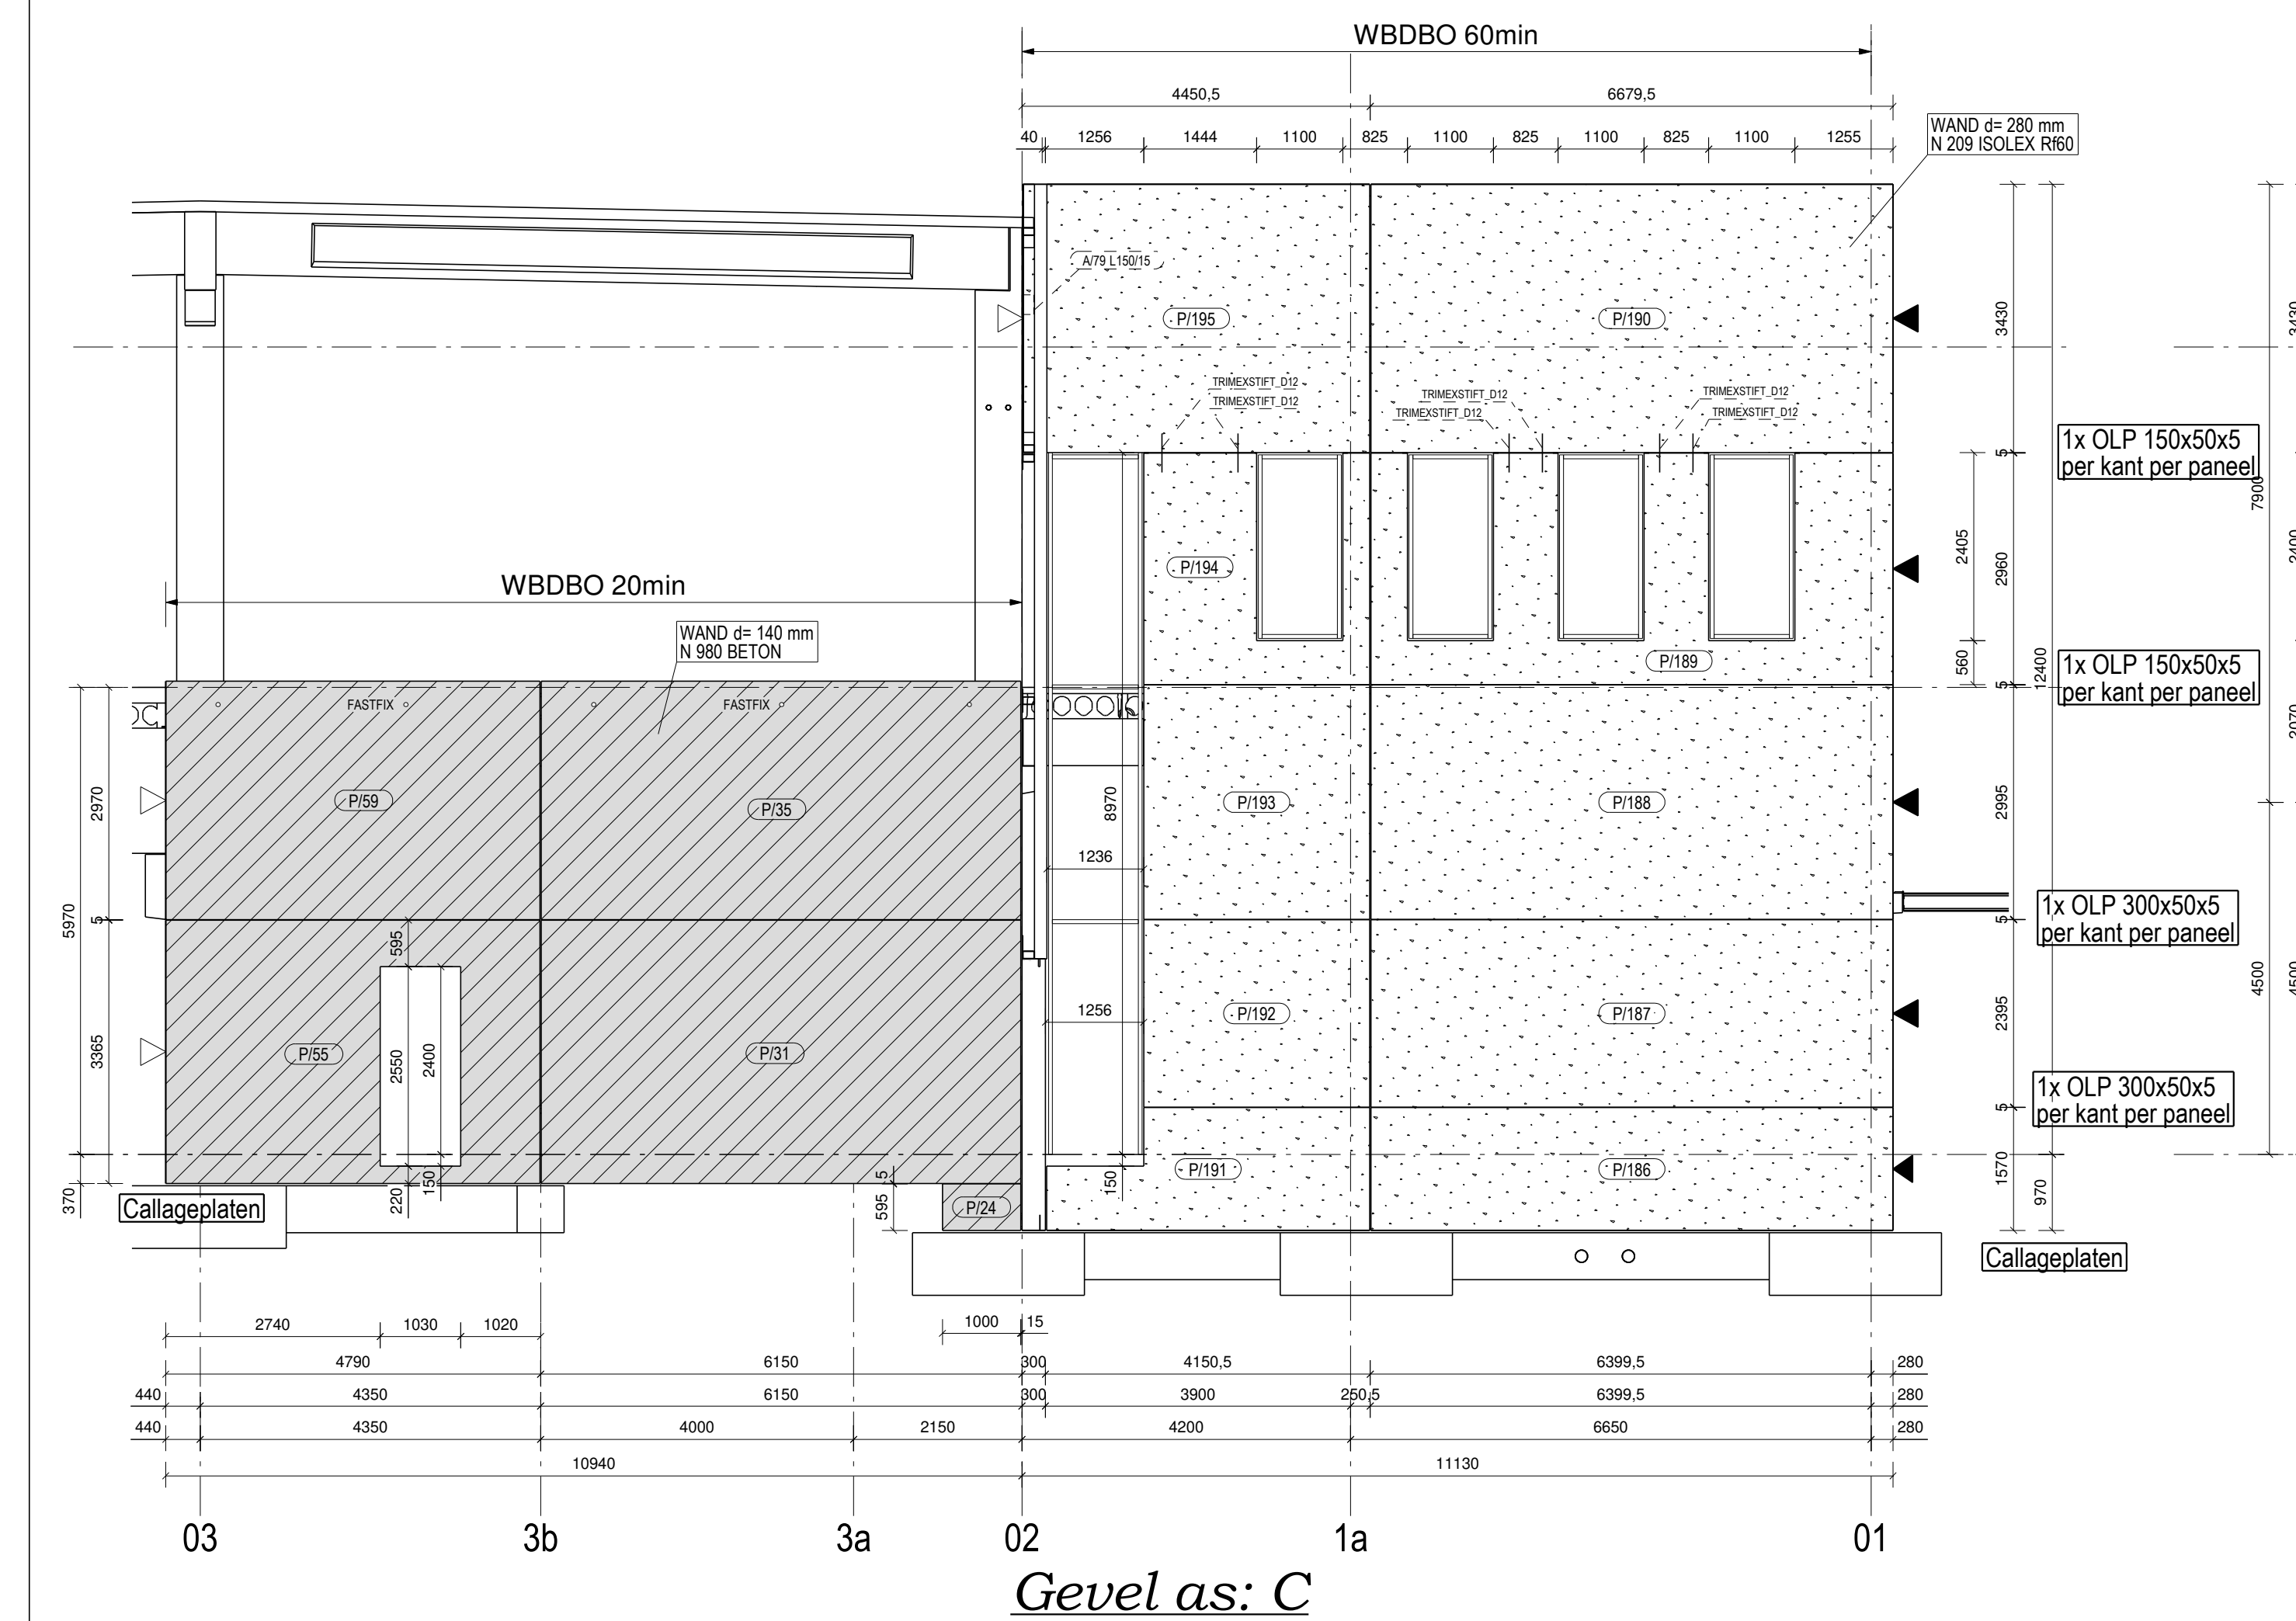 WBDBO 60min
4450,5 6679,5
40 1256 1444 1100 825 1100 825 1100 825 1100 1255
WAND d= 280 mm
N 209 ISOLEX Rf60
A/79 L150/15
P/195 P/190
3430 3430
TRIMEXSTIFT_D12 TRIMEXSTIFT_D12 TRIMEXSTIFT_D12
TRIMEXSTIFT_D12 TRIMEXSTIFT_D12 TRIMEXSTIFT_D12
1x OLP 150x50x5
per kant per paneel
5
7900
P/194
2405 2960 2400
WBDBO 20min
WAND d= 140 mm
N 980 BETON
P/189
560 12400
1x OLP 150x50x5
per kant per paneel
5
FASTFIX FASTFIX
P/59 P/35
2970
8970
P/193 P/188
2995
1236
5970 5
1x OLP 300x50x5
per kant per paneel
5
595
4500 4500
1256
P/192 P/187
2395
P/55 P/31
3365 2550 2400
1x OLP 300x50x5
per kant per paneel
5
P/191 P/186
150 1570 970
370 220 150
5
595
P/24
Callageplaten
Callageplaten
2740 1030 1020 1000 15
4790 6150 300 4150,5 6399,5 280
440 4350 6150 300 3900 250,5 6399,5 280
440 4350 4000 2150 4200 6650 280
10940 11130
03 3b 3a 02 1a 01
Gevel as: C